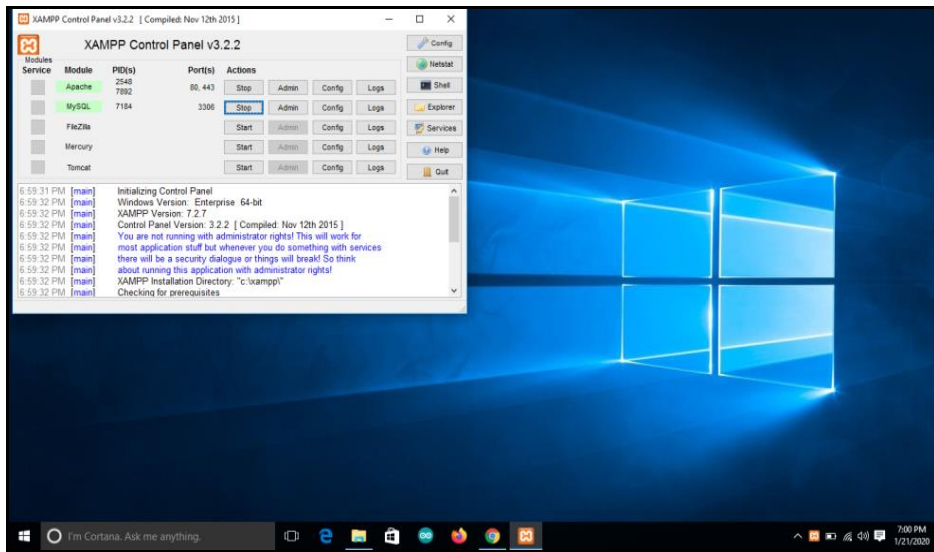 XAMPP Control Panel v3.2.2 [ Compiled: Nov 12th 2015 ]
XAMPP Control Panel v3.2.2
Config
Modules
Service Module PID(s) Port(s) Actions
Netstat
Apache 2548 7892 80, 443 Stop Admin Config Logs
Shell
MySQL 7184 3306 Stop Admin Config Logs
Explorer
FileZilla Start Admin Config Logs
Services
Mercury Start Admin Config Logs
Help
Tomcat Start Admin Config Logs
Quit
6:59:31 PM [main] Initializing Control Panel
6:59:32 PM [main] Windows Version: Enterprise 64-bit
6:59:32 PM [main] XAMPP Version: 7.2.7
6:59:32 PM [main] Control Panel Version: 3.2.2 [ Compiled: Nov 12th 2015 ]
6:59:32 PM [main] You are not running with administrator rights! This will work for
6:59:32 PM [main] most application stuff but whenever you do something with services
6:59:32 PM [main] there will be a security dialogue or things will break! So think
6:59:32 PM [main] about running this application with administrator rights!
6:59:32 PM [main] XAMPP Installation Directory: "c:\xampp\"
6:59:32 PM [main] Checking for prerequisites
I'm Cortana. Ask me anything.
7:00 PM
1/21/2020